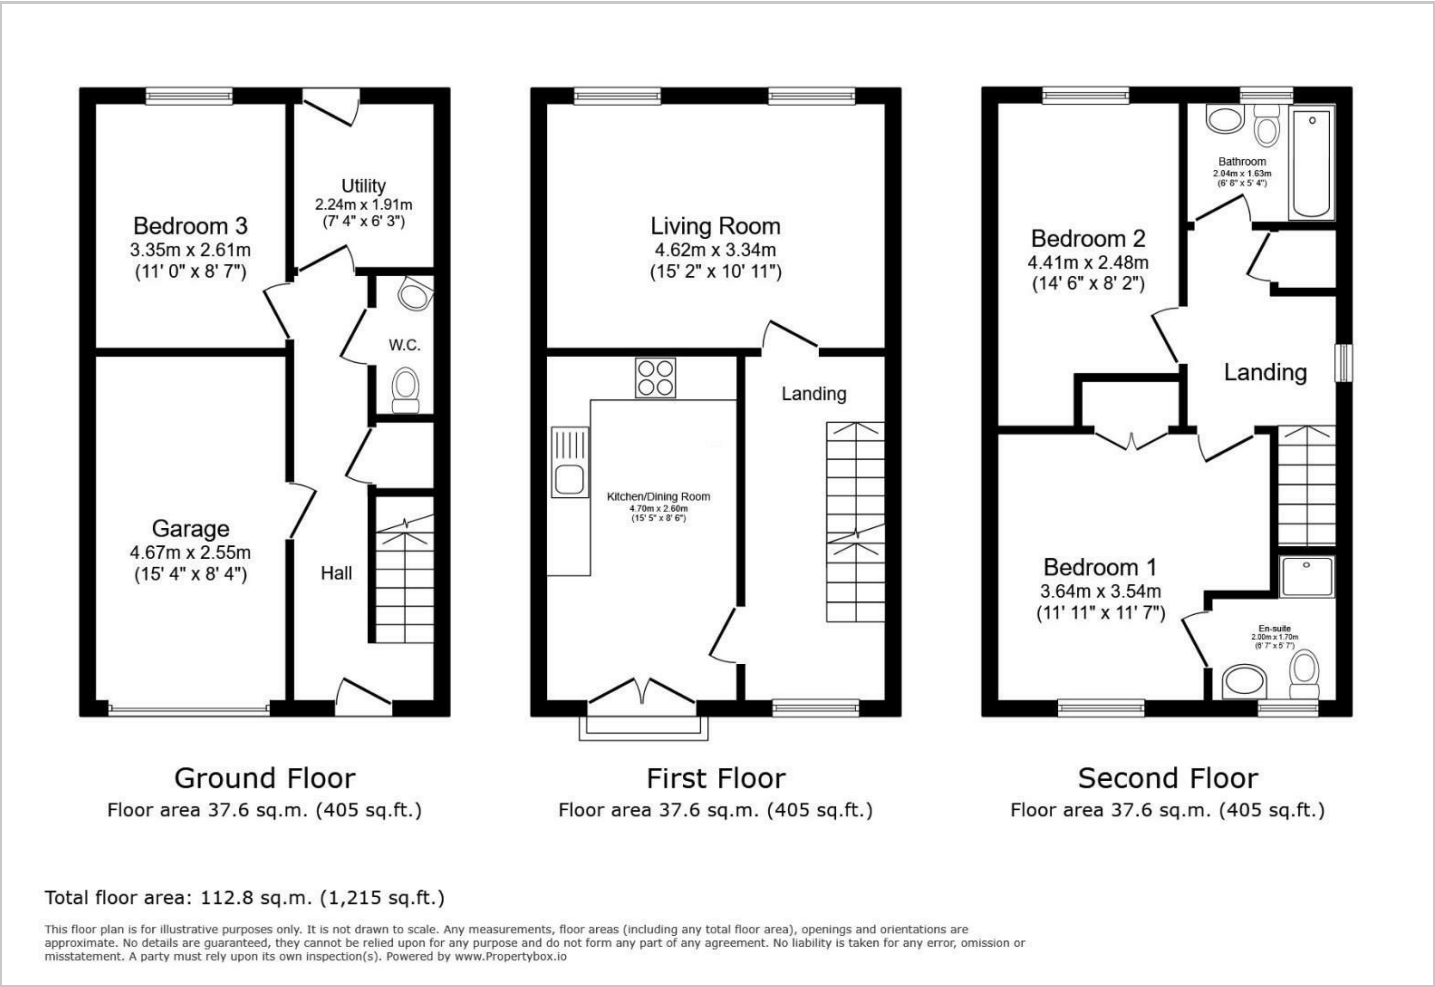 Bedroom 3
3.35m x 2.61m
(11' 0" x 8' 7")
Utility
2.24m x 1.91m
(7' 4" x 6' 3")
W.C.
Garage
4.67m x 2.55m
(15' 4" x 8' 4")
Hall
Ground Floor
Floor area 37.6 sq.m. (405 sq.ft.)
Living Room
4.62m x 3.34m
(15' 2" x 10' 11")
Landing
Kitchen/Dining Room
4.70m x 2.60m
(15' 5" x 8' 6")
First Floor
Floor area 37.6 sq.m. (405 sq.ft.)
Bathroom
2.04m x 1.63m
(6' 8" x 5' 4")
Bedroom 2
4.41m x 2.48m
(14' 6" x 8' 2")
Landing
Bedroom 1
3.64m x 3.54m
(11' 11" x 11' 7")
En-suite
2.00m x 1.70m
(6' 7" x 5' 7")
Second Floor
Floor area 37.6 sq.m. (405 sq.ft.)
Total floor area: 112.8 sq.m. (1,215 sq.ft.)
This floor plan is for illustrative purposes only. It is not drawn to scale. Any measurements, floor areas (including any total floor area), openings and orientations are
approximate. No details are guaranteed, they cannot be relied upon for any purpose and do not form any part of any agreement. No liability is taken for any error, omission or
misstatement. A party must rely upon its own inspection(s). Powered by www.Propertybox.io